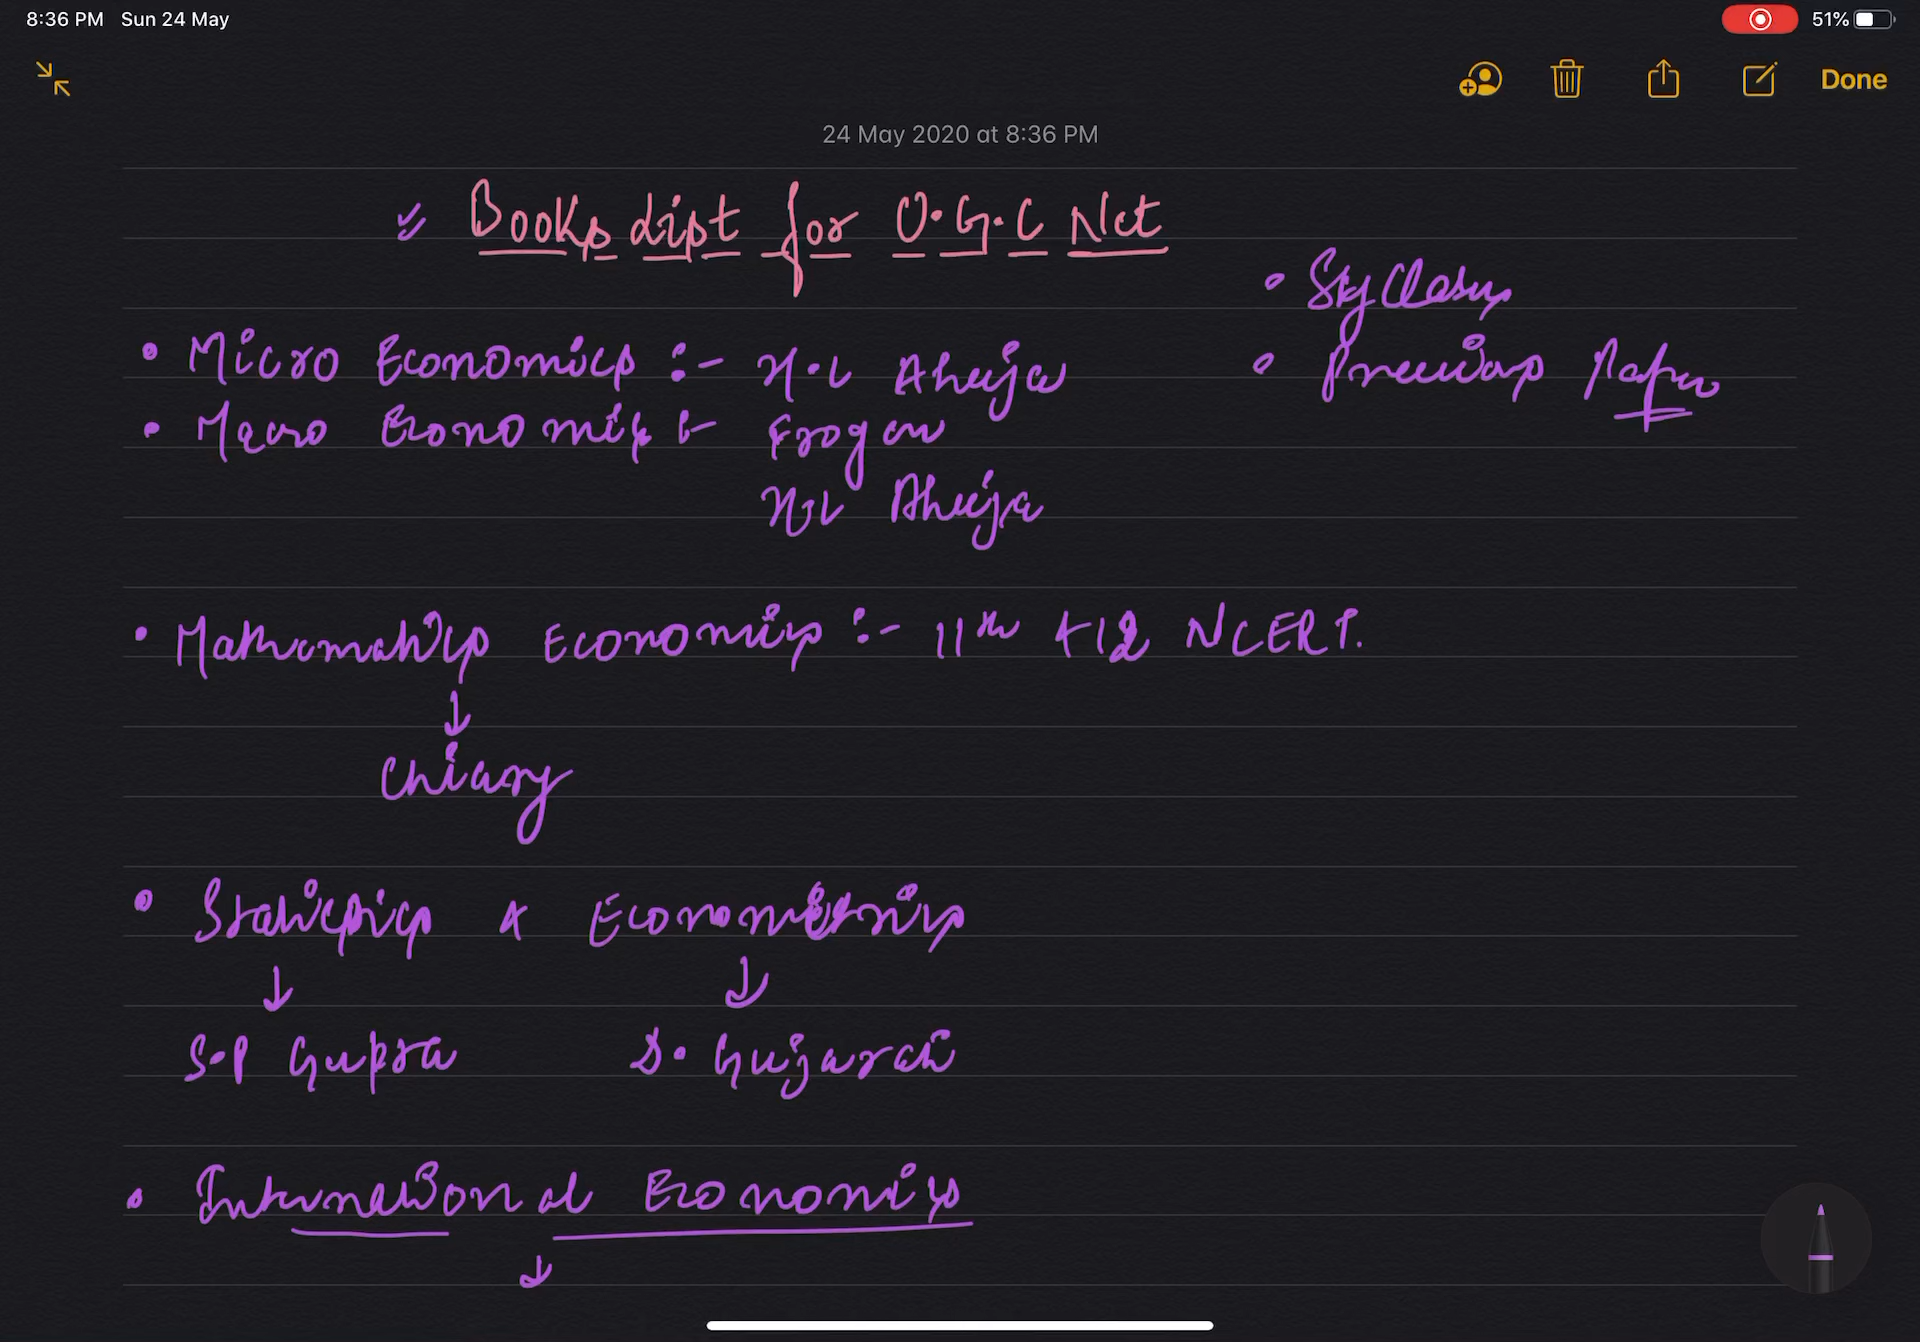 8:36 PM Sun 24 May
51%
Done
24 May 2020 at 8:36 PM
Books List for U.G.C Net
• Syllabus
• Previous Paper
• Micro Economics :- H.L Ahuja
• Macro Economics :- Froyen
H.L Ahuja
• Mathematics Economics :- 11th +12 NCERT.
↓
Chiang
• Statistics & Econometrics
↓ ↓
S.P Gupta D. Gujarati
• International Economics
↓